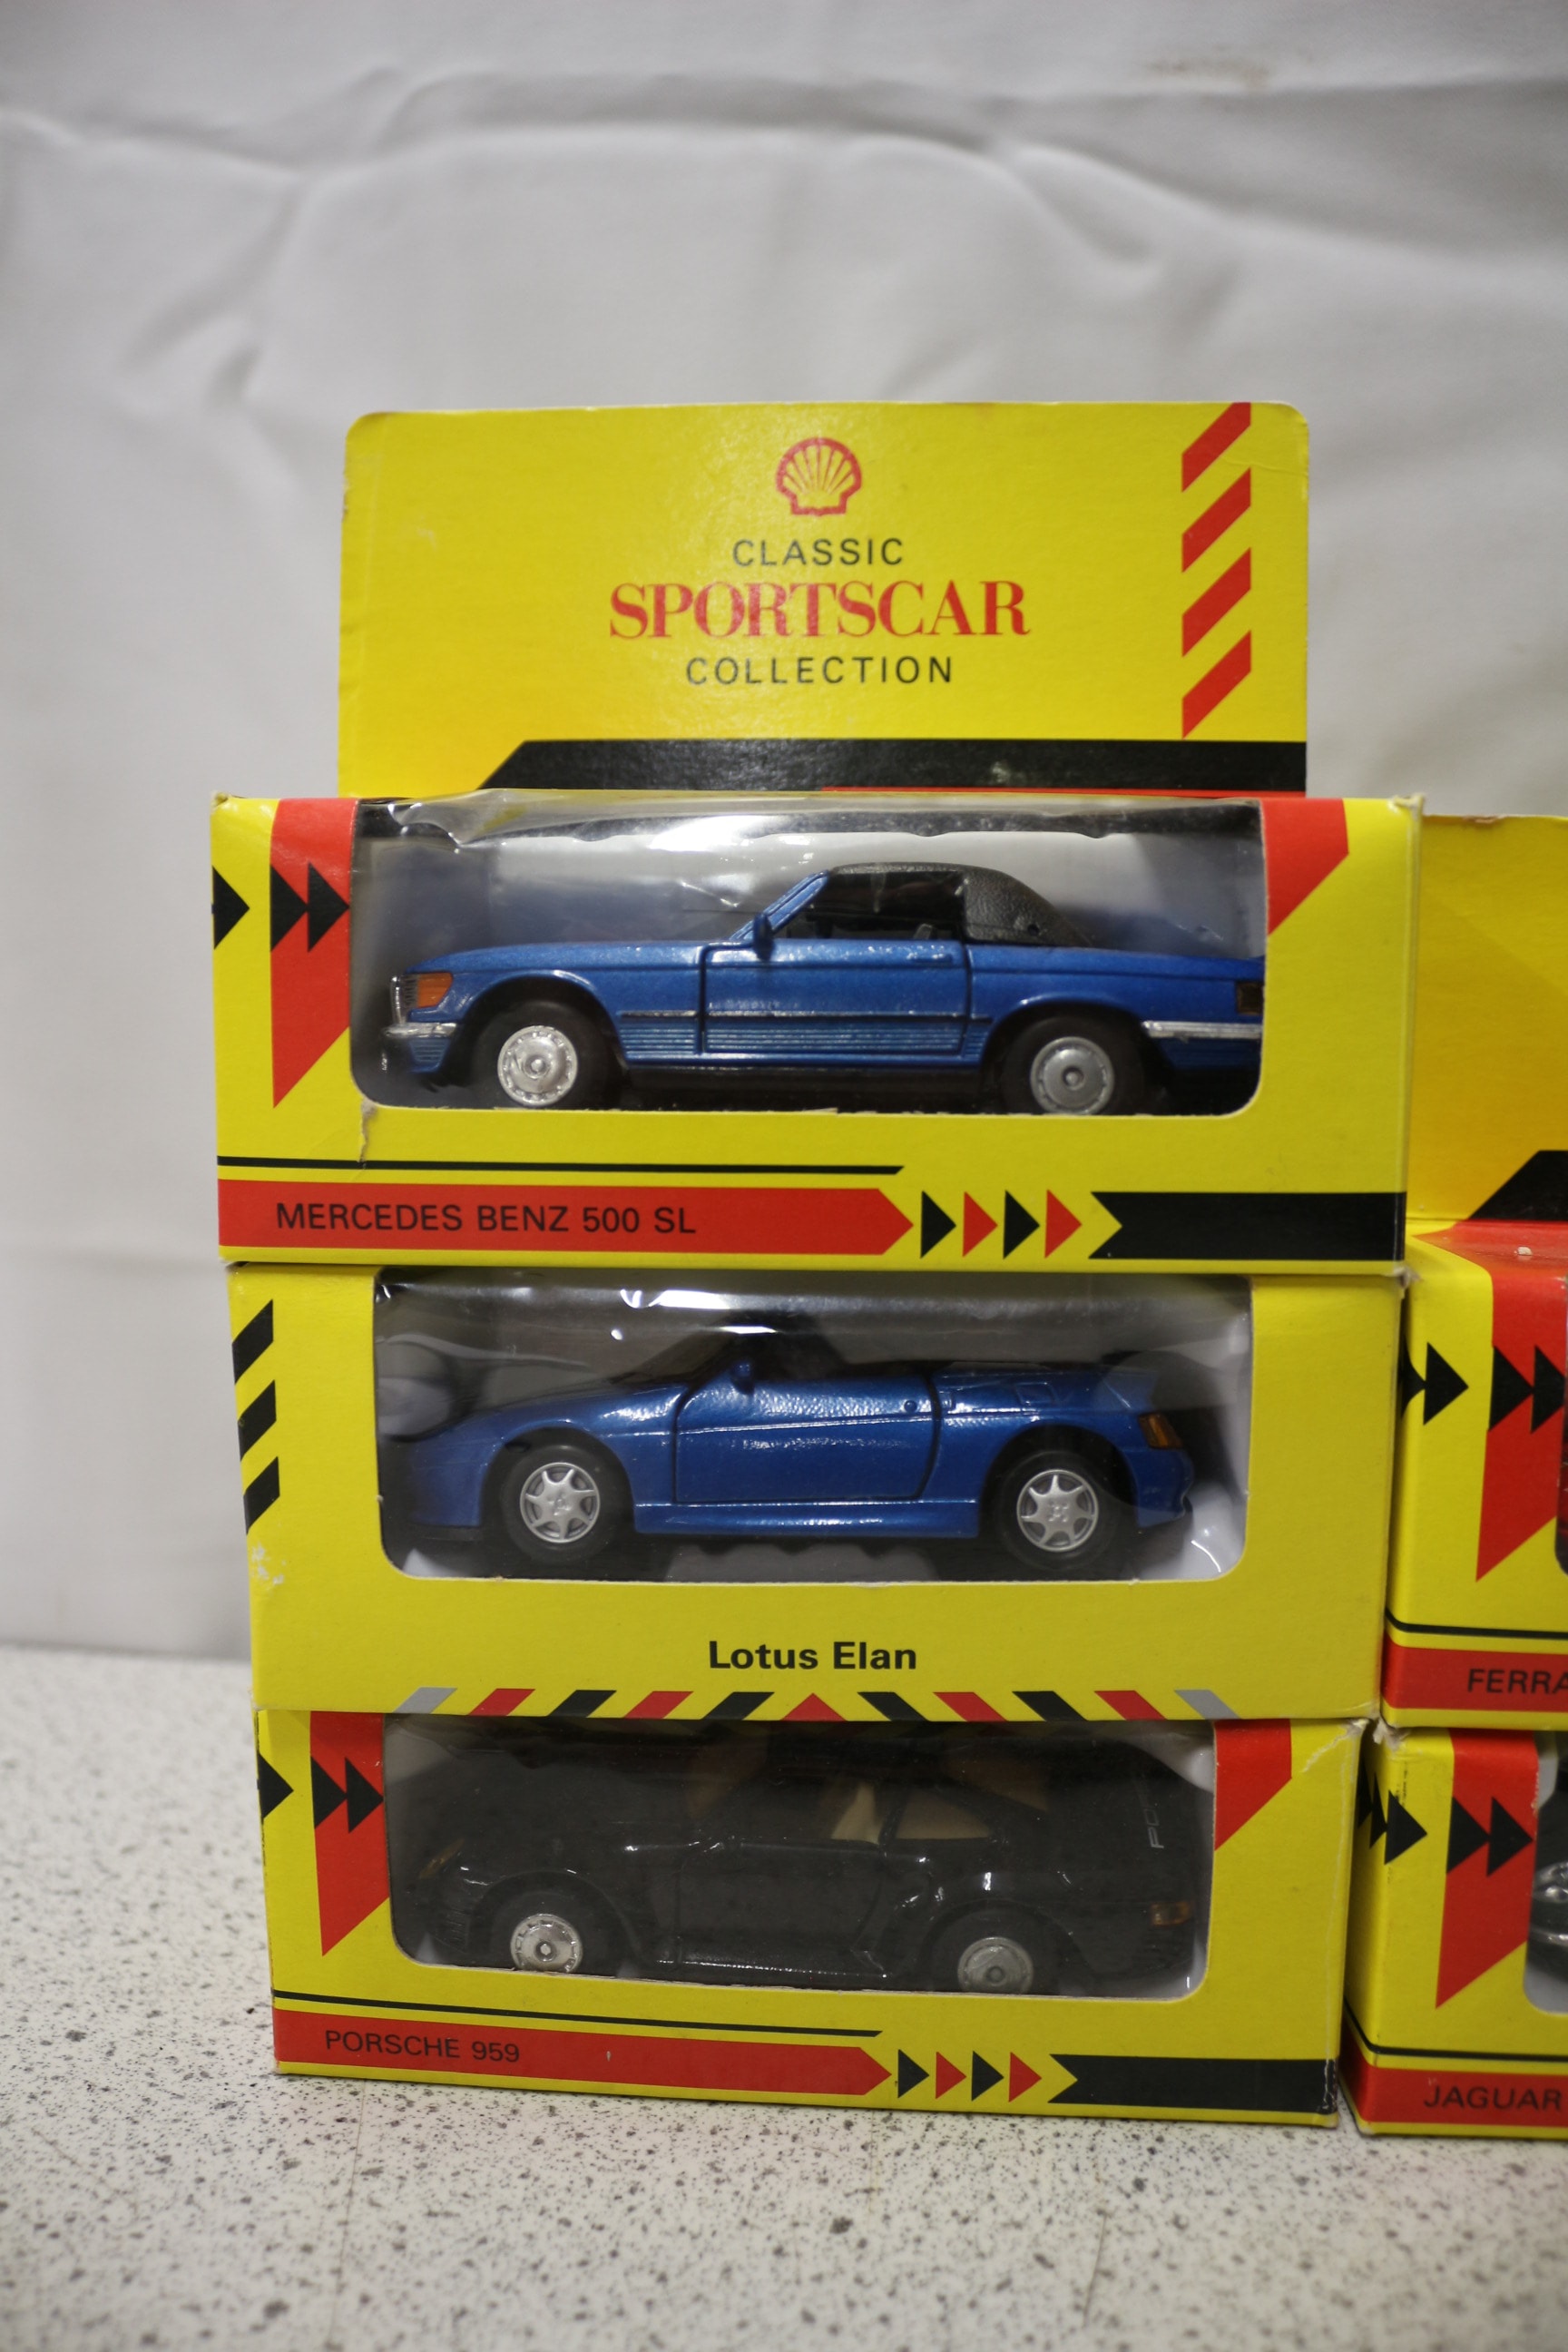 CLASSIC
SPORTSCAR
COLLECTION
MERCEDES BENZ 500 SL
Lotus Elan
PORSCHE 959
FERRA
JAGUAR